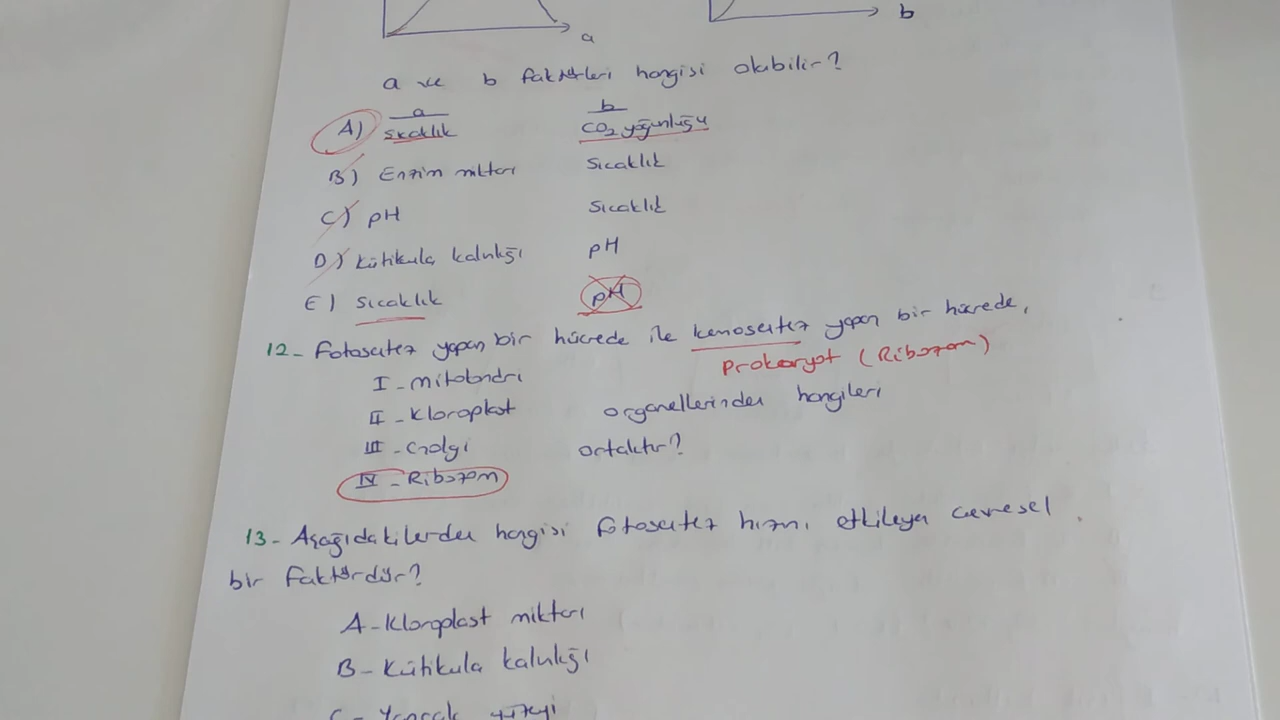 a
b
a ve b faktörleri hangisi olabilir?
a b
A) Sıcaklık CO2 yoğunluğu
B) Enzim miktarı Sıcaklık
C) pH Sıcaklık
D) Kütikula kalınlığı pH
E) Sıcaklık pH
12- Fotosentez yapan bir hücrede ile kemosentez yapan bir hücrede,
Prokaryot (Ribozom)
I - mitokondri
II - Kloroplast organellerinden hangileri
III - Golgi ortaktır?
IV - Ribozom
13- Aşağıdakilerden hangisi fotosentez hızını etkileyen çevresel
bir faktördür?
A- Kloroplast miktarı
B- Kütikula kalınlığı
C- Yaprak yüzeyi